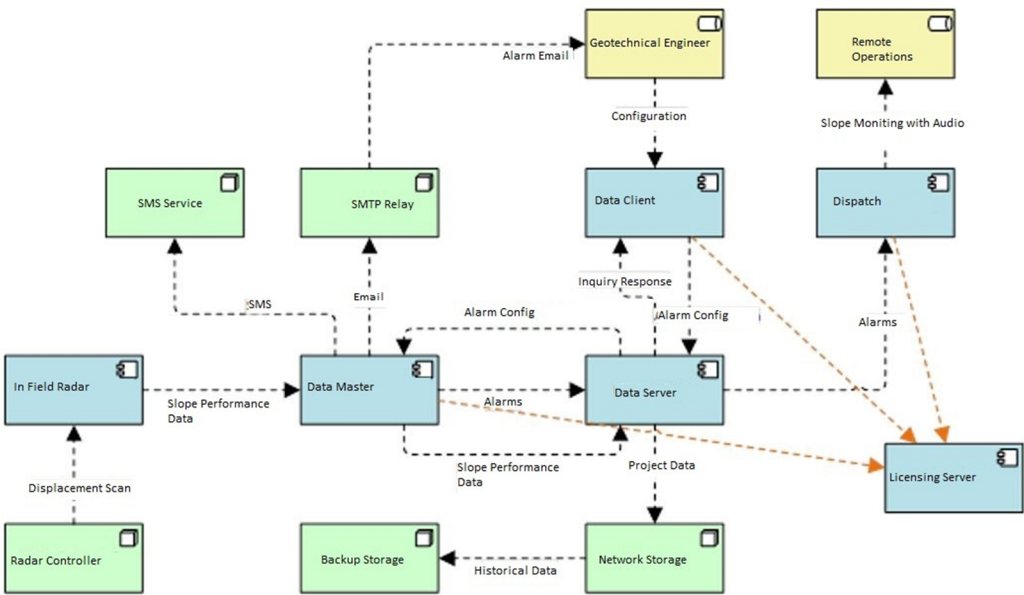 Geotechnical Engineer
Remote
Operations
Alarm Email
Configuration
Slope Moniting with Audio
SMS Service
SMTP Relay
Data Client
Dispatch
Inquiry Response
SMS
Email
Alarm Config
Alarm Config
Alarms
In Field Radar
Data Master
Data Server
Slope Performance
Data
Alarms
Slope Performance
Data
Project Data
Licensing Server
Displacement Scan
Radar Controller
Backup Storage
Network Storage
Historical Data